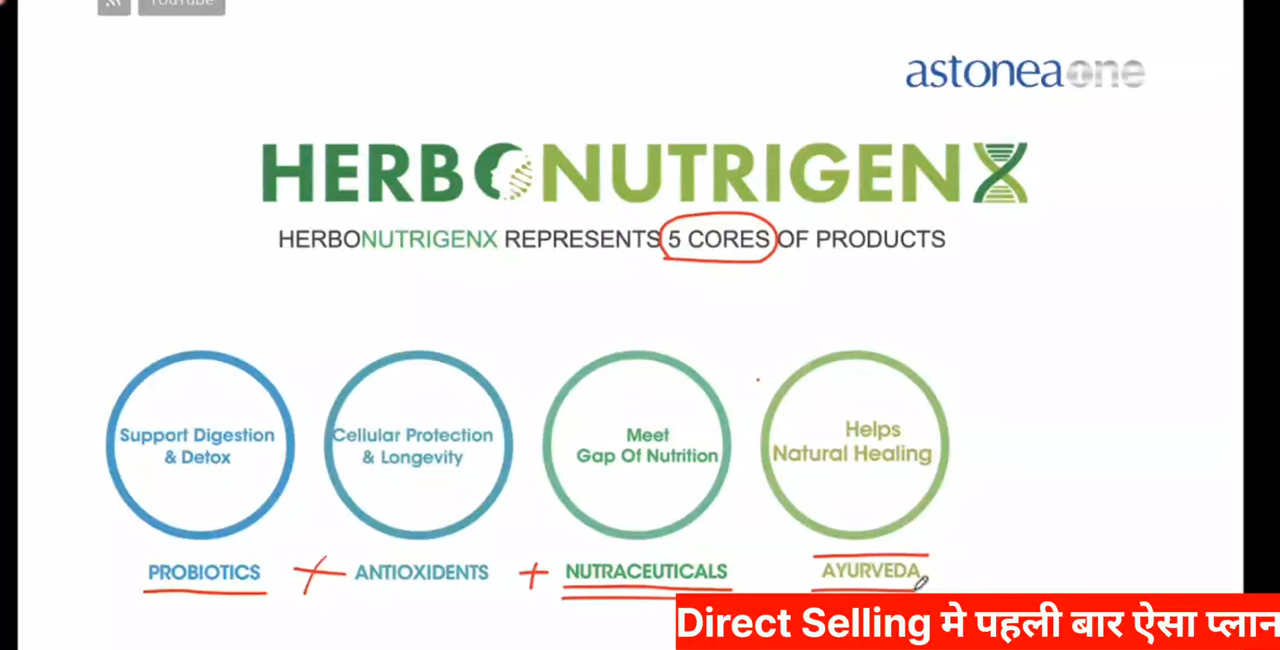 YouTube
astoneaone
HERBONUTRIGENX
HERBONUTRIGENX REPRESENTS 5 CORES OF PRODUCTS
Support Digestion
& Detox
Cellular Protection
& Longevity
Meet
Gap Of Nutrition
Helps
Natural Healing
PROBIOTICS + ANTIOXIDENTS + NUTRACEUTICALS AYURVEDA
Direct Selling मे पहली बार ऐसा प्लान